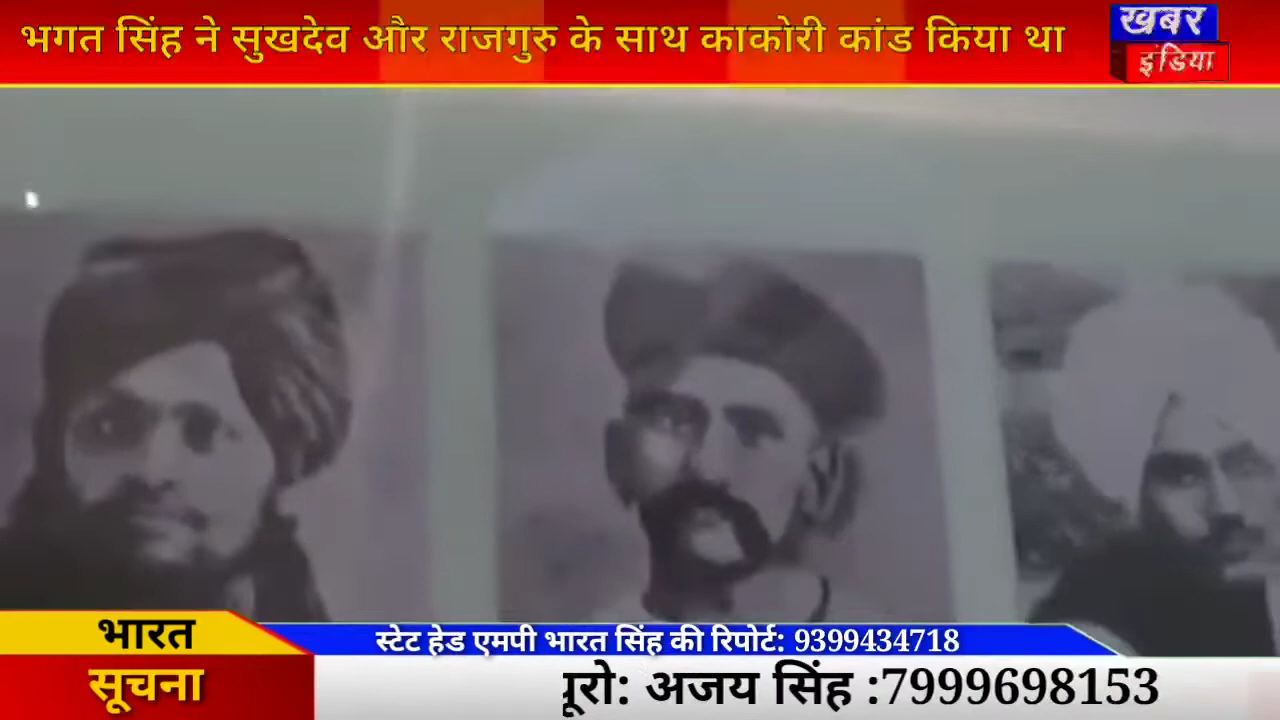 भगत सिंह ने सुखदेव और राजगुरु के साथ काकोरी कांड किया था
खबर
इंडिया
भारत
स्टेट हेड एमपी भारत सिंह की रिपोर्ट: 9399434718
सूचना
अजय सिंह :7999698153